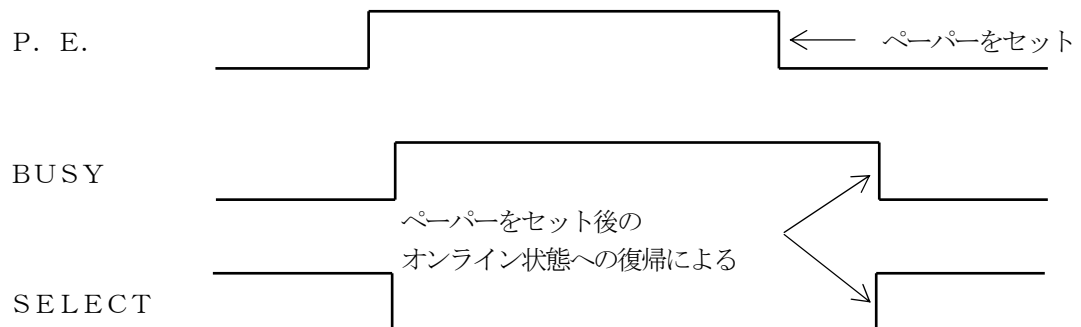 P. E.
ペーパーをセット
BUSY
ペーパーをセット後の
オンライン状態への復帰による
SELECT